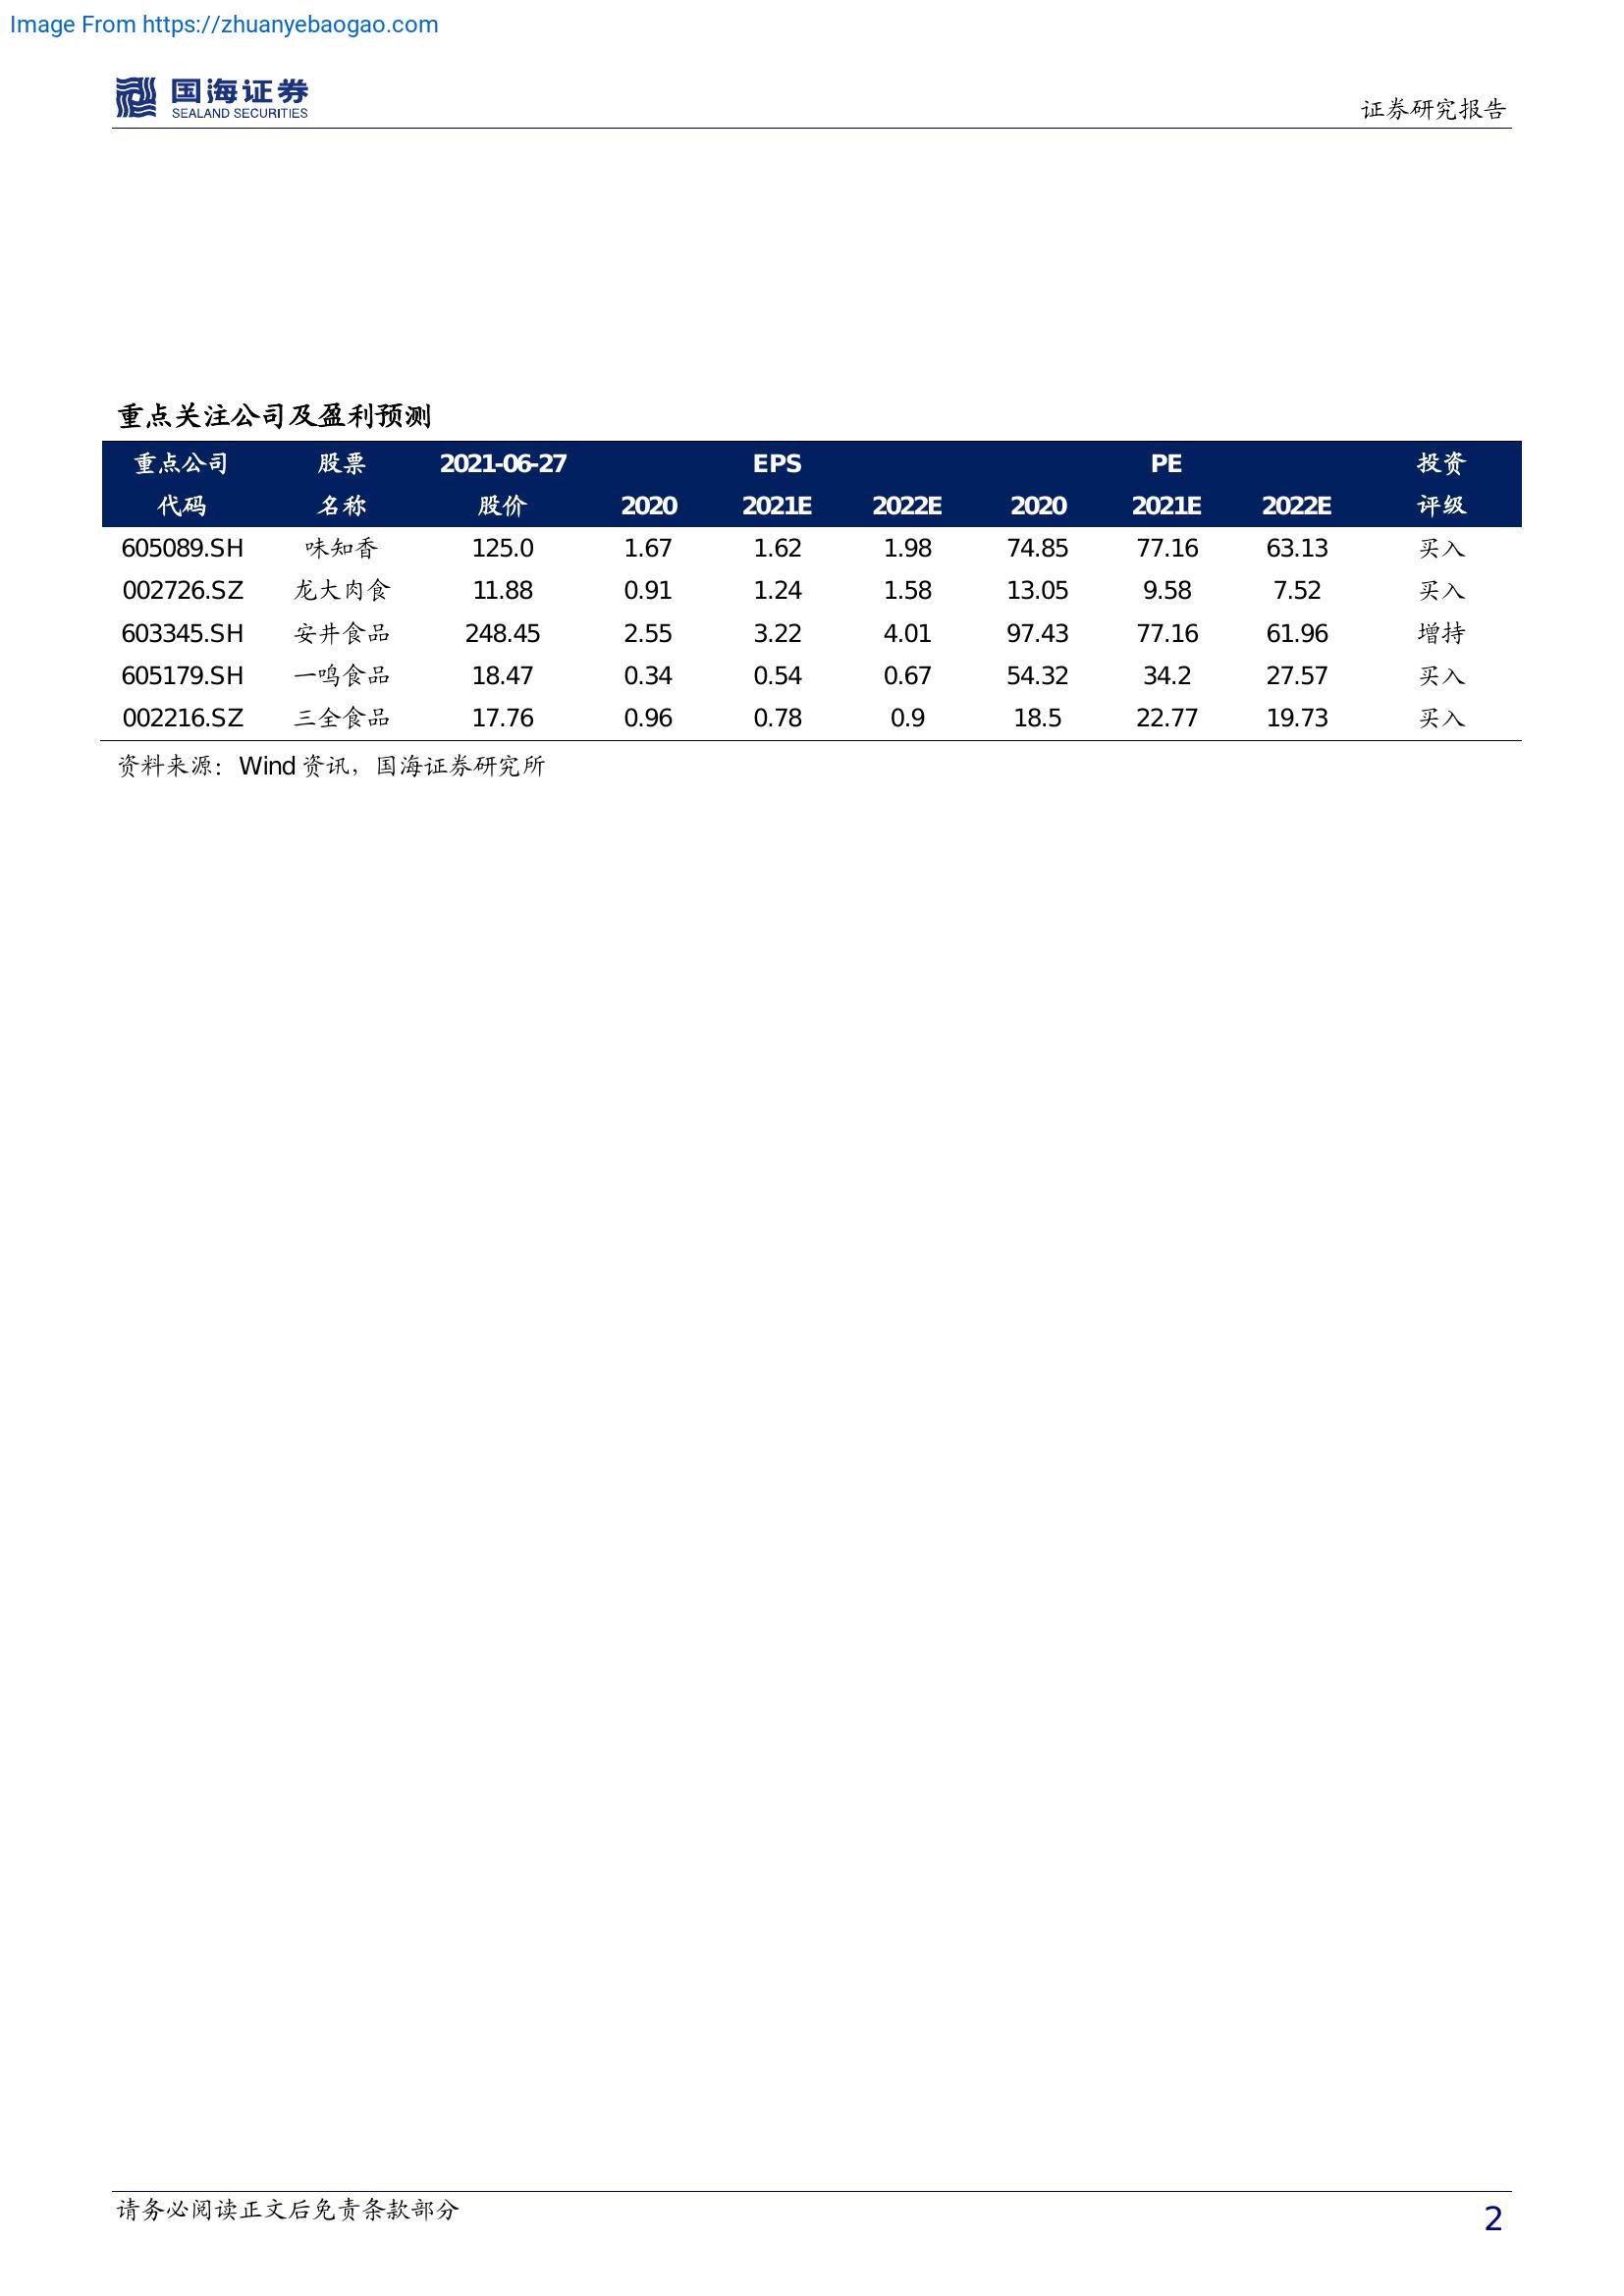 Image From https://zhuanyebaogao.com
国海证券
SEALAND SECURITIES
证券研究报告
重点关注公司及盈利预测
重点公司 股票 2021-06-27 EPS PE 投资
代码 名称 股价 2020 2021E 2022E 2020 2021E 2022E 评级
605089.SH 味知香 125.0 1.67 1.62 1.98 74.85 77.16 63.13 买入
002726.SZ 龙大肉食 11.88 0.91 1.24 1.58 13.05 9.58 7.52 买入
603345.SH 安井食品 248.45 2.55 3.22 4.01 97.43 77.16 61.96 增持
605179.SH 一鸣食品 18.47 0.34 0.54 0.67 54.32 34.2 27.57 买入
002216.SZ 三全食品 17.76 0.96 0.78 0.9 18.5 22.77 19.73 买入
资料来源：Wind 资讯，国海证券研究所
请务必阅读正文后免责条款部分
2